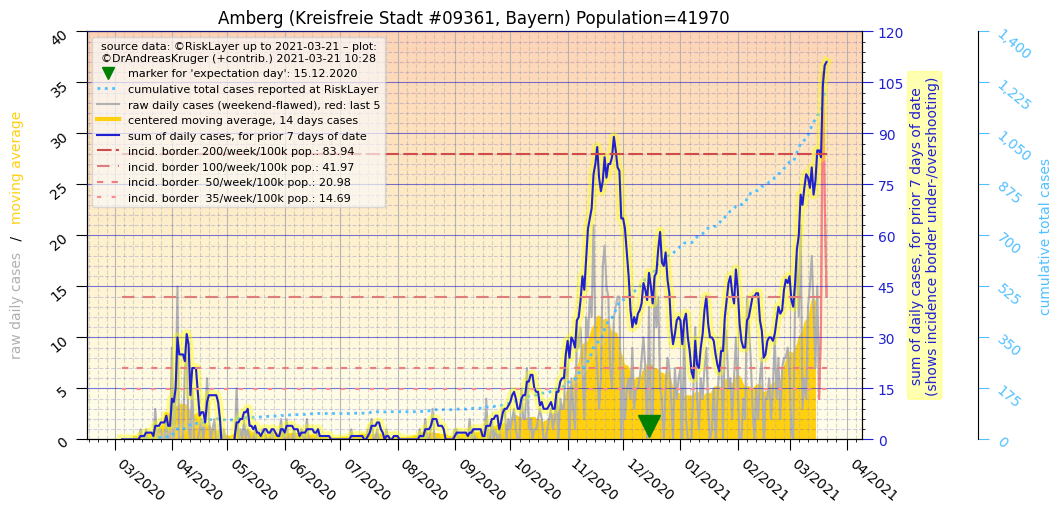 Amberg (Kreisfreie Stadt #09361, Bayern) Population=41970
source data: ©RiskLayer up to 2021-03-21 – plot:
©DrAndreasKruger (+contrib.) 2021-03-21 10:28
marker for 'expectation day': 15.12.2020
cumulative total cases reported at RiskLayer
raw daily cases (weekend-flawed), red: last 5
centered moving average, 14 days cases
sum of daily cases, for prior 7 days of date
incid. border 200/week/100k pop.: 83.94
incid. border 100/week/100k pop.: 41.97
incid. border  50/week/100k pop.: 20.98
incid. border  35/week/100k pop.: 14.69
raw daily cases / moving average
40
35
30
25
20
15
10
5
0
03/2020
04/2020
05/2020
06/2020
07/2020
08/2020
09/2020
10/2020
11/2020
12/2020
01/2021
02/2021
03/2021
04/2021
120
105
90
75
60
45
30
15
0
sum of daily cases, for prior 7 days of date
(shows incidence border under-/overshooting)
1,400
1,225
1,050
875
700
525
350
175
0
cumulative total cases